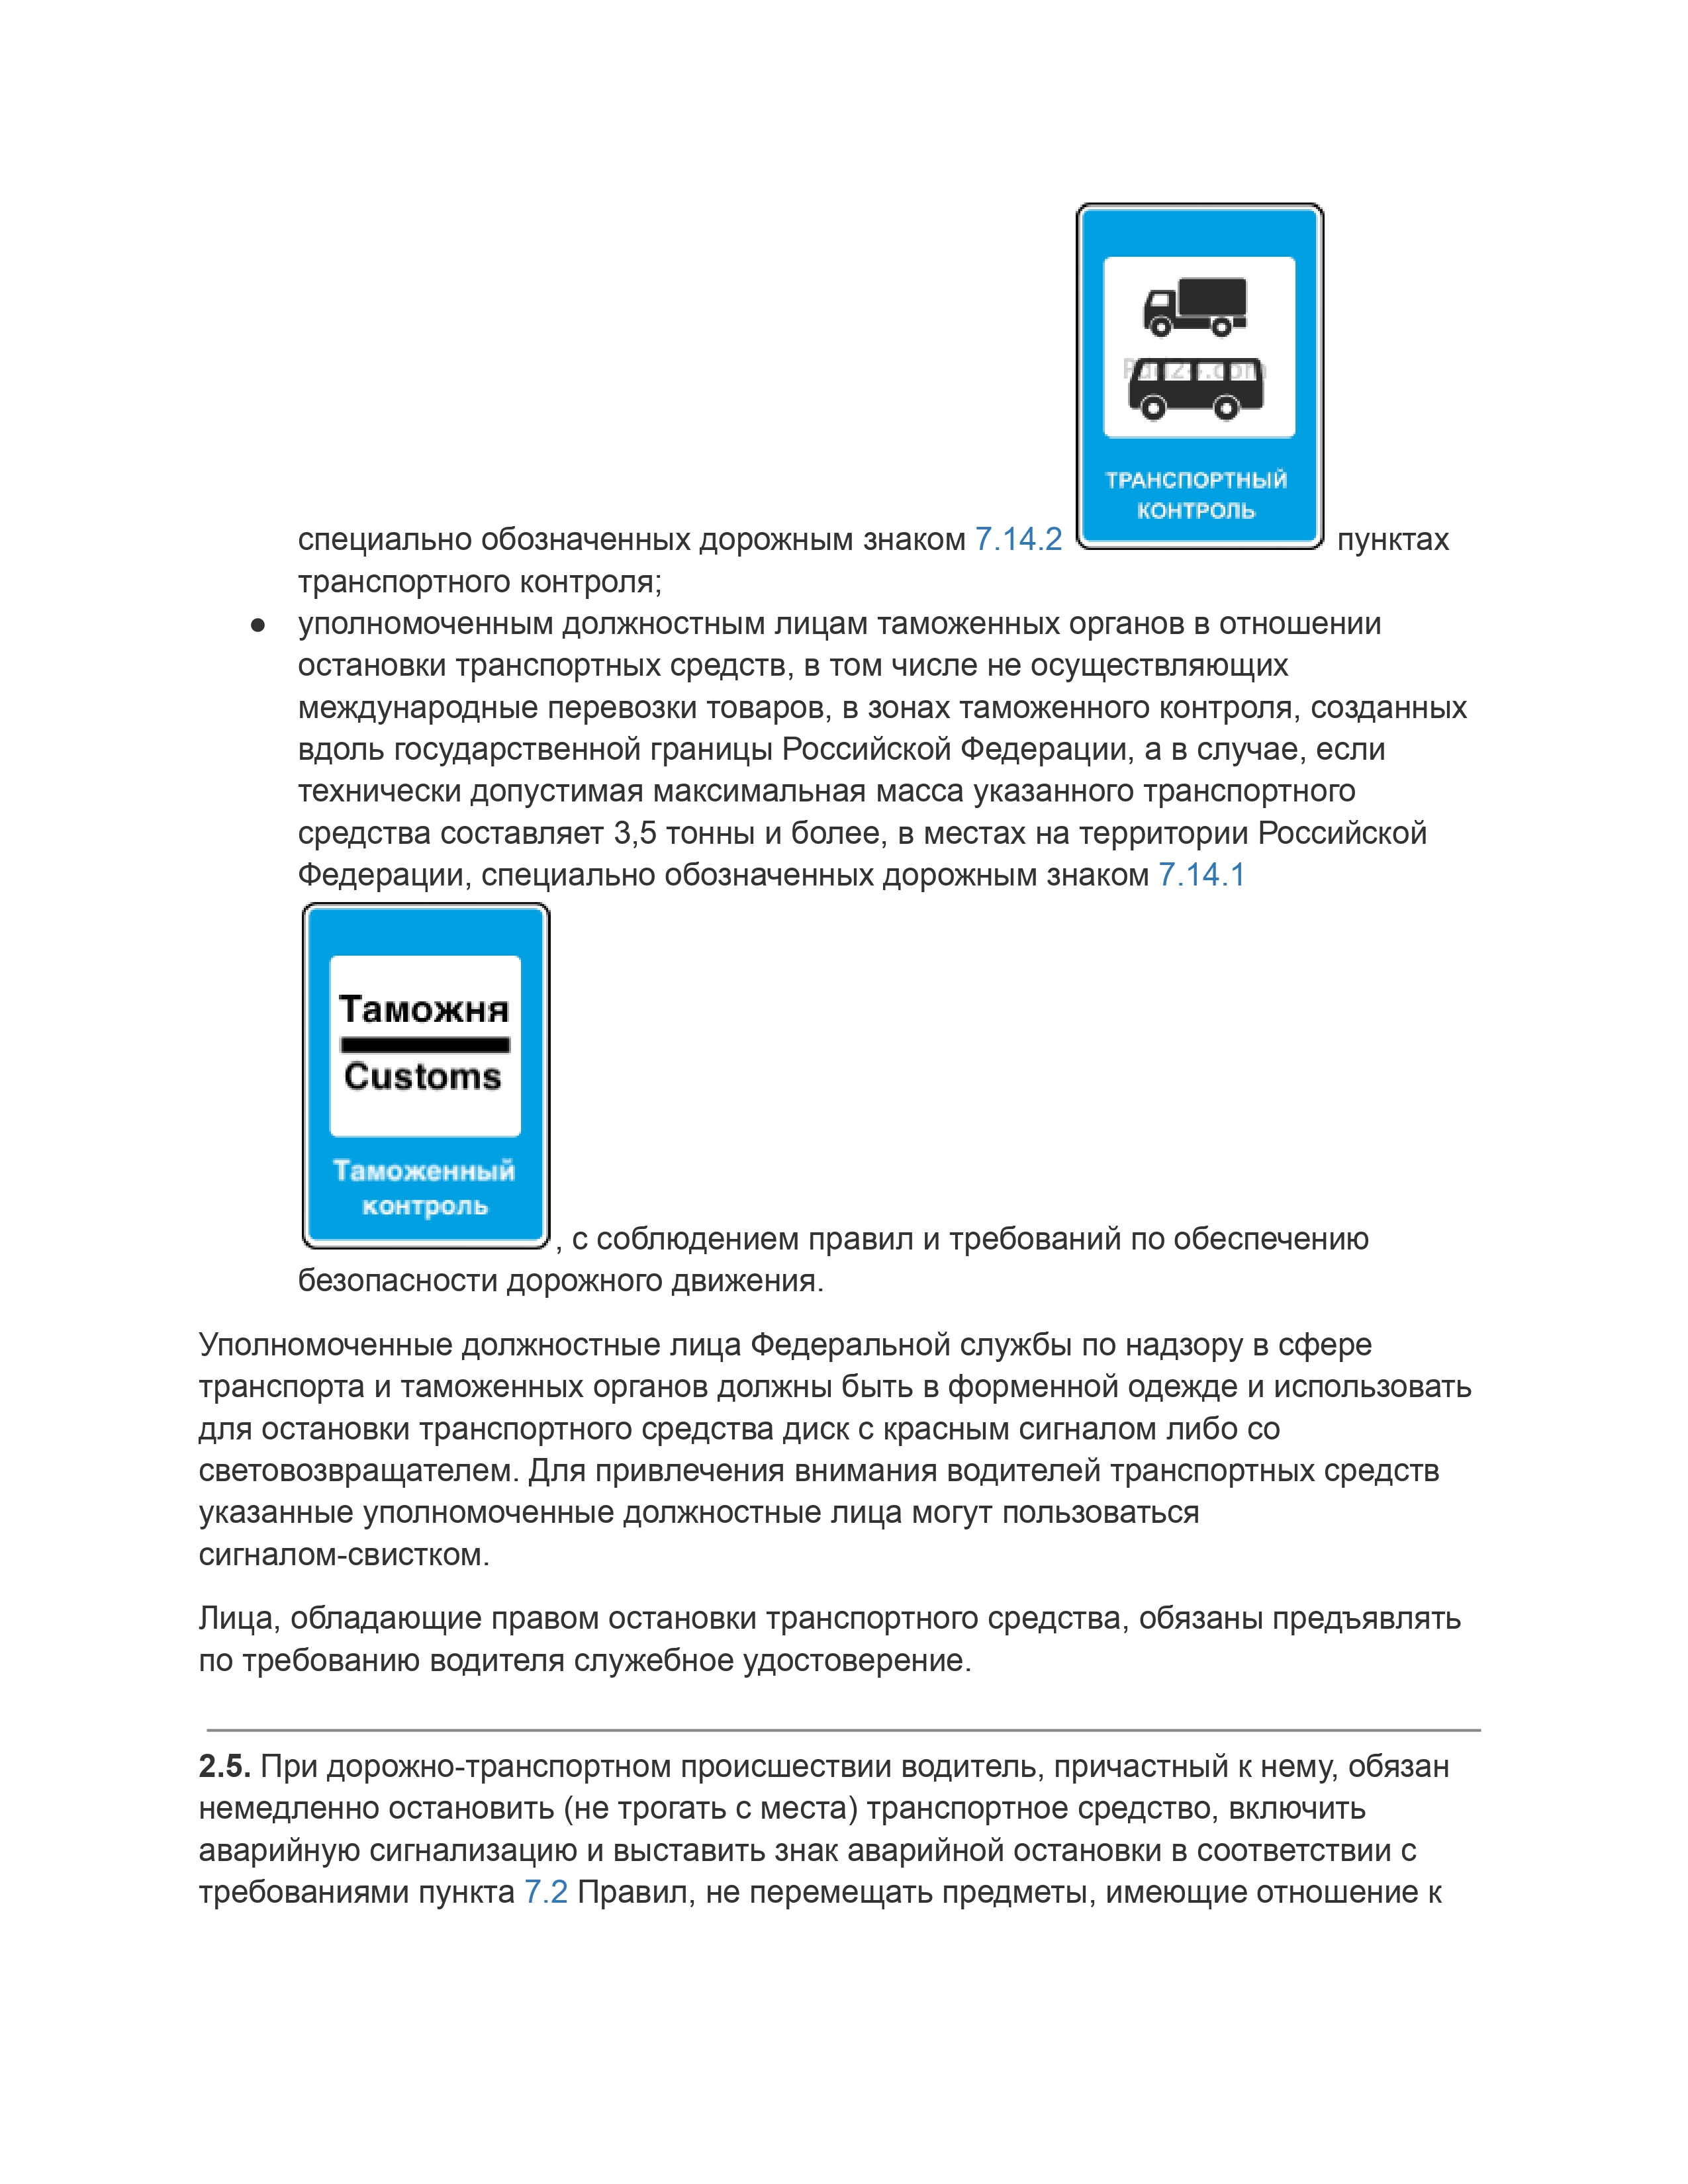 ТРАНСПОРТНЫЙ
КОНТРОЛЬ
специально обозначенных дорожным знаком 7.14.2 пунктах
транспортного контроля;
● уполномоченным должностным лицам таможенных органов в отношении
остановки транспортных средств, в том числе не осуществляющих
международные перевозки товаров, в зонах таможенного контроля, созданных
вдоль государственной границы Российской Федерации, а в случае, если
технически допустимая максимальная масса указанного транспортного
средства составляет 3,5 тонны и более, в местах на территории Российской
Федерации, специально обозначенных дорожным знаком 7.14.1
Таможня
Customs
Таможенный
контроль
, с соблюдением правил и требований по обеспечению
безопасности дорожного движения.
Уполномоченные должностные лица Федеральной службы по надзору в сфере
транспорта и таможенных органов должны быть в форменной одежде и использовать
для остановки транспортного средства диск с красным сигналом либо со
световозвращателем. Для привлечения внимания водителей транспортных средств
указанные уполномоченные должностные лица могут пользоваться
сигналом-свистком.
Лица, обладающие правом остановки транспортного средства, обязаны предъявлять
по требованию водителя служебное удостоверение.
2.5. При дорожно-транспортном происшествии водитель, причастный к нему, обязан
немедленно остановить (не трогать с места) транспортное средство, включить
аварийную сигнализацию и выставить знак аварийной остановки в соответствии с
требованиями пункта 7.2 Правил, не перемещать предметы, имеющие отношение к